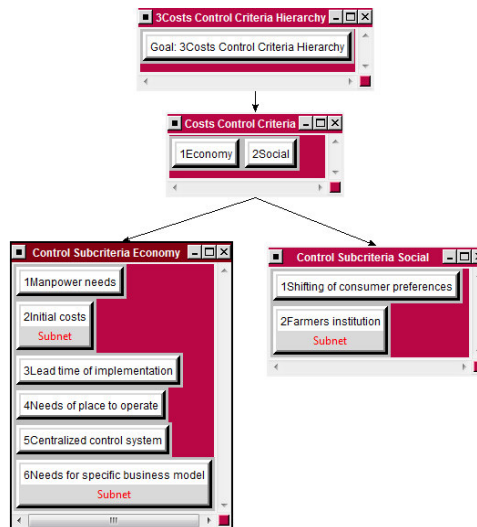 3Costs Control Criteria Hierarchy
Goal: 3Costs Control Criteria Hierarchy
Costs Control Criteria
1Economy
2Social
Control Subcriteria Economy
1Manpower needs
2Initial costs
Subnet
3Lead time of implementation
4Needs of place to operate
5Centralized control system
6Needs for specific business model
Subnet
Control Subcriteria Social
1Shifting of consumer preferences
2Farmers institution
Subnet